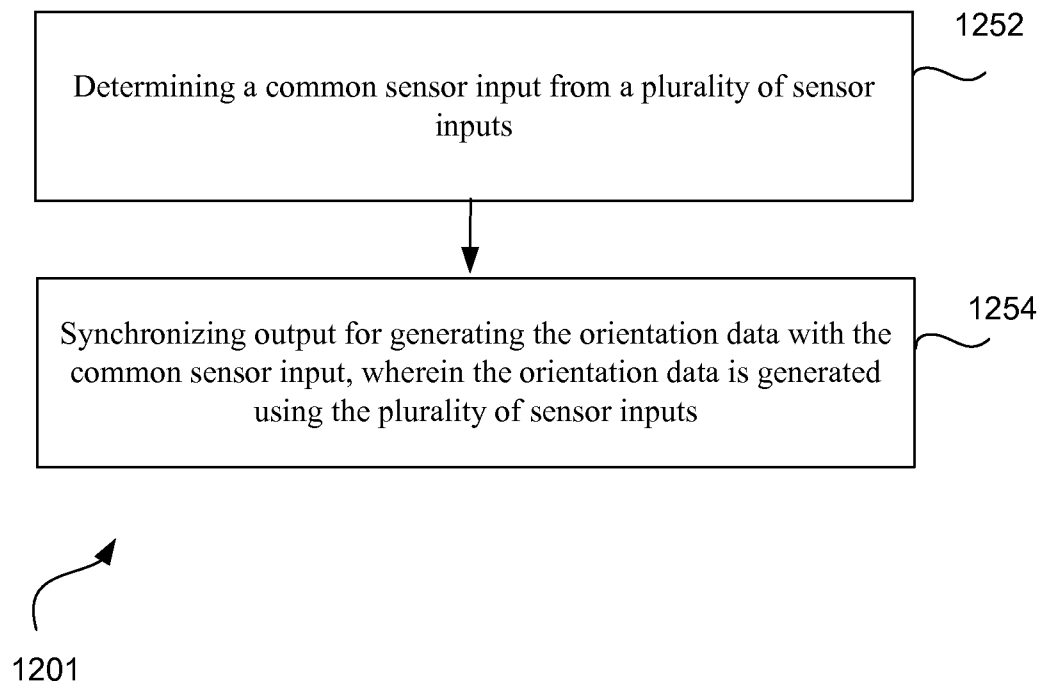 1252
Determining a common sensor input from a plurality of sensor
inputs
1254
Synchronizing output for generating the orientation data with the
common sensor input, wherein the orientation data is generated
using the plurality of sensor inputs
1201